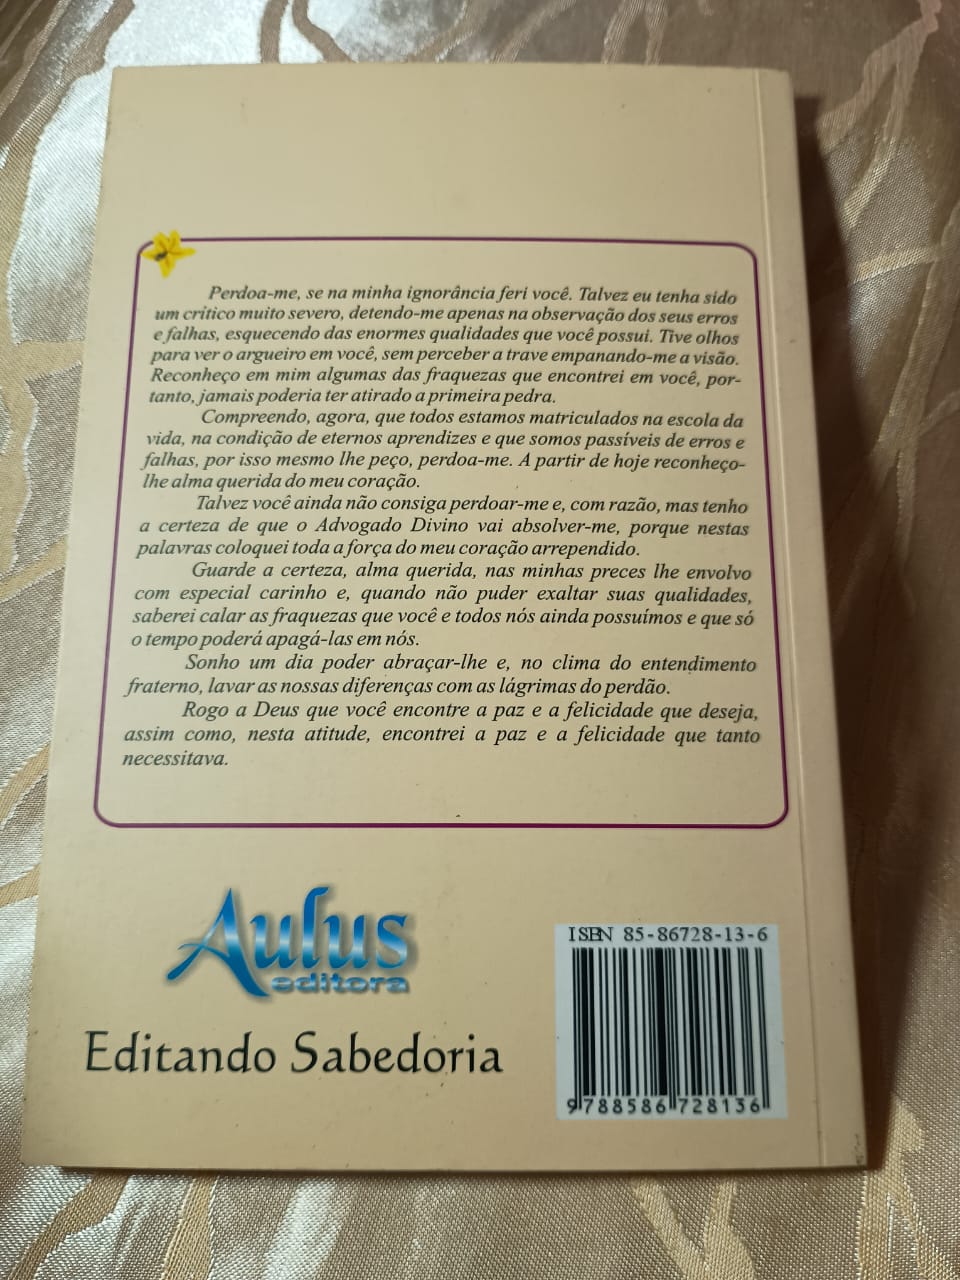 Perdoa-me, se na minha ignorância feri você. Talvez eu tenha sido
um crítico muito severo, detendo-me apenas na observação dos seus erros
e falhas, esquecendo das enormes qualidades que você possui. Tive olhos
para ver o argueiro em você, sem perceber a trave empanando-me a visão.
Reconheço em mim algumas das fraquezas que encontrei em você, por-
tanto, jamais poderia ter atirado a primeira pedra.
Compreendo, agora, que todos estamos matriculados na escola da
vida, na condição de eternos aprendizes e que somos passíveis de erros e
falhas, por isso mesmo lhe peço, perdoa-me. A partir de hoje reconheço-
lhe alma querida do meu coração.
Talvez você ainda não consiga perdoar-me e, com razão, mas tenho
a certeza de que o Advogado Divino vai absolver-me, porque nestas
palavras coloquei toda a força do meu coração arrependido.
Guarde a certeza, alma querida, nas minhas preces lhe envolvo
com especial carinho e, quando não puder exaltar suas qualidades,
saberei calar as fraquezas que você e todos nós ainda possuímos e que só
o tempo poderá apagá-las em nós.
Sonho um dia poder abraçar-lhe e, no clima do entendimento
fraterno, lavar as nossas diferenças com as lágrimas do perdão.
Rogo a Deus que você encontre a paz e a felicidade que deseja,
assim como, nesta atitude, encontrei a paz e a felicidade que tanto
necessitava.
Aulus
editora
Editando Sabedoria
ISBN 85-86728-13-6
9788586728136